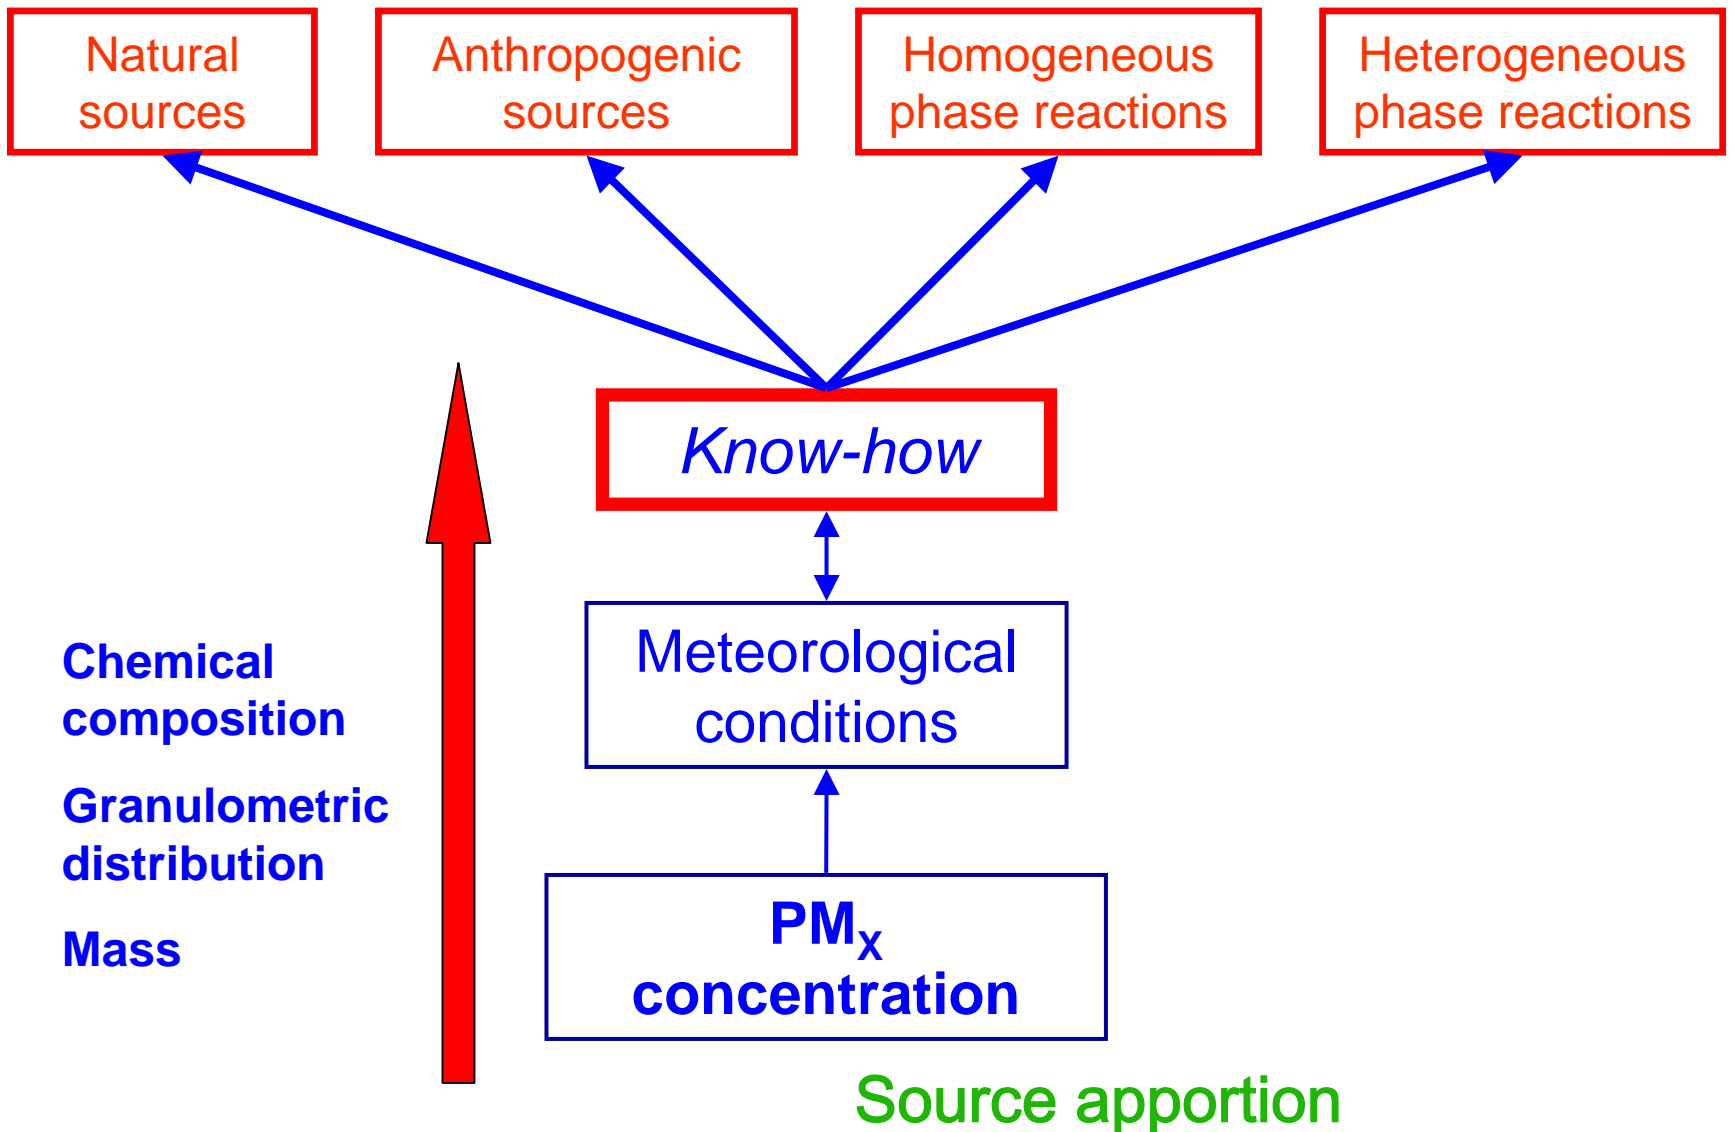 Natural
sources
Anthropogenic
sources
Homogeneous
phase reactions
Heterogeneous
phase reactions
Know-how
Meteorological
conditions
Chemical
composition
Granulometric
distribution
Mass
PMX
concentration
Source apportion